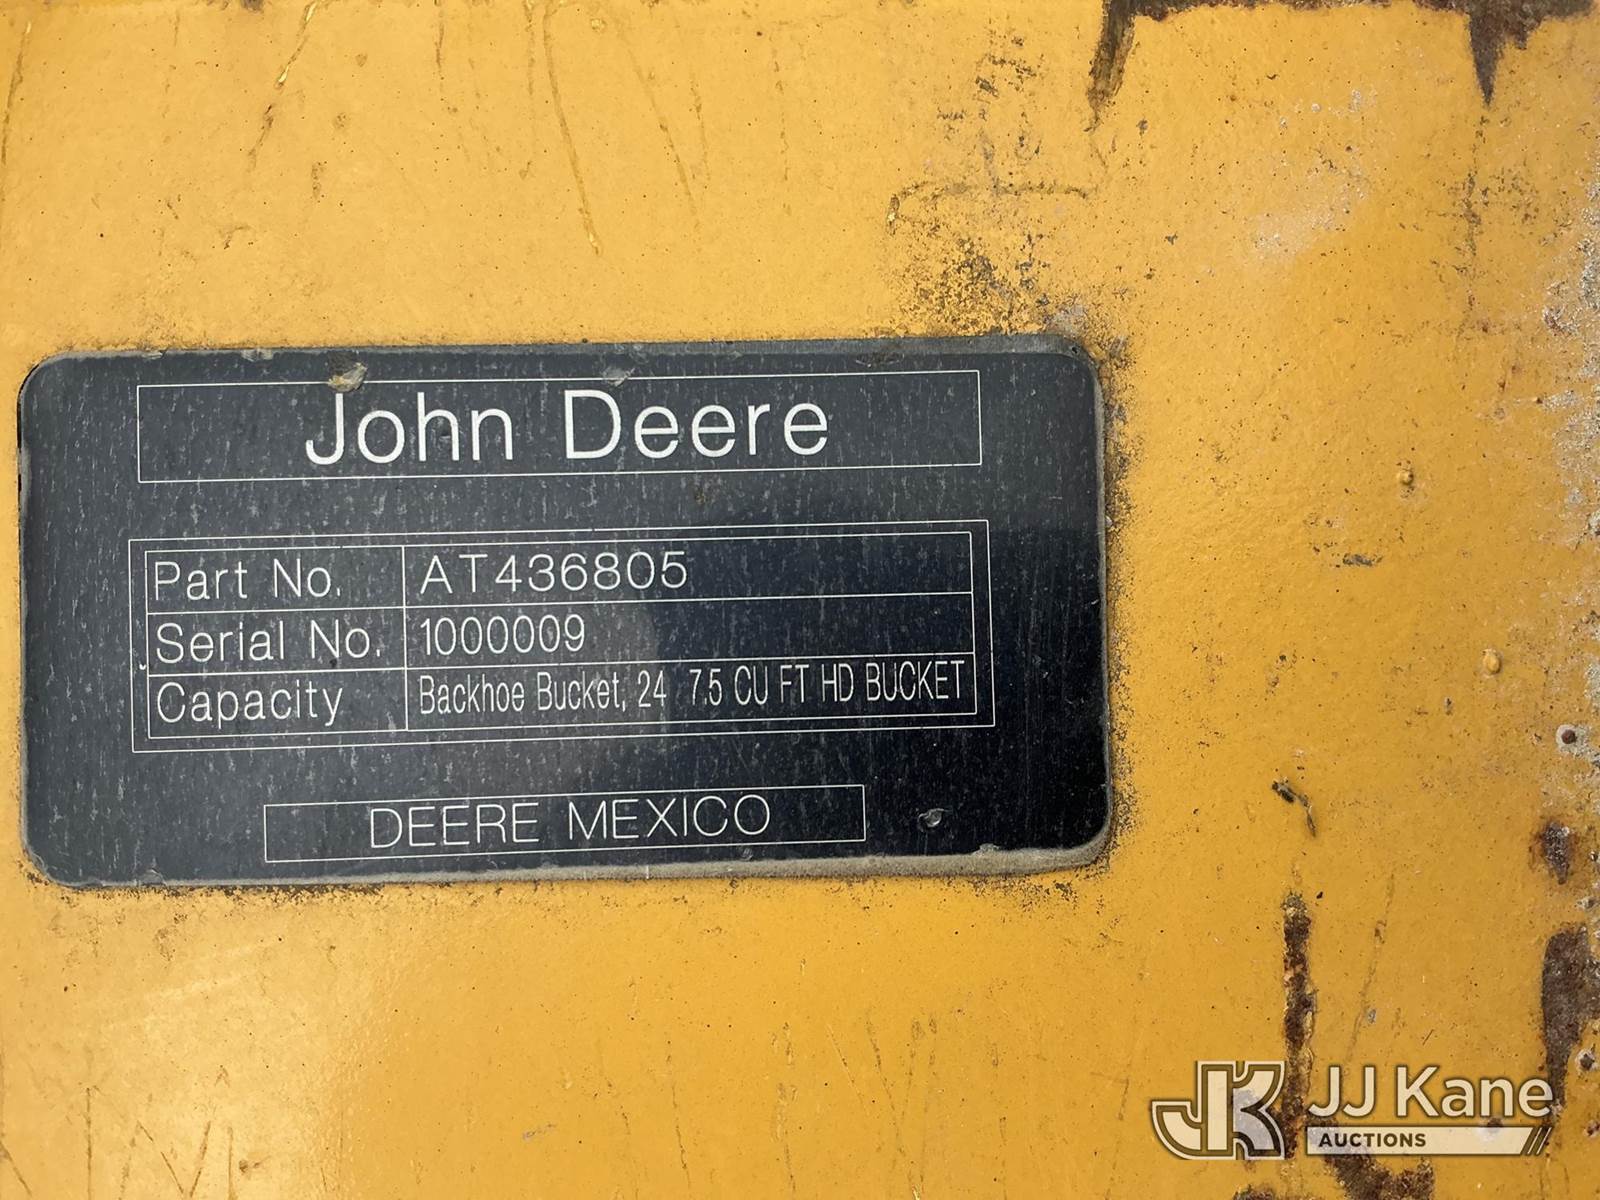 John Deere
Part No. AT436805
Serial No. 1000009
Capacity Backhoe Bucket, 24 7.5 CU FT HD BUCKET
DEERE MEXICO
JK JJ Kane
AUCTIONS